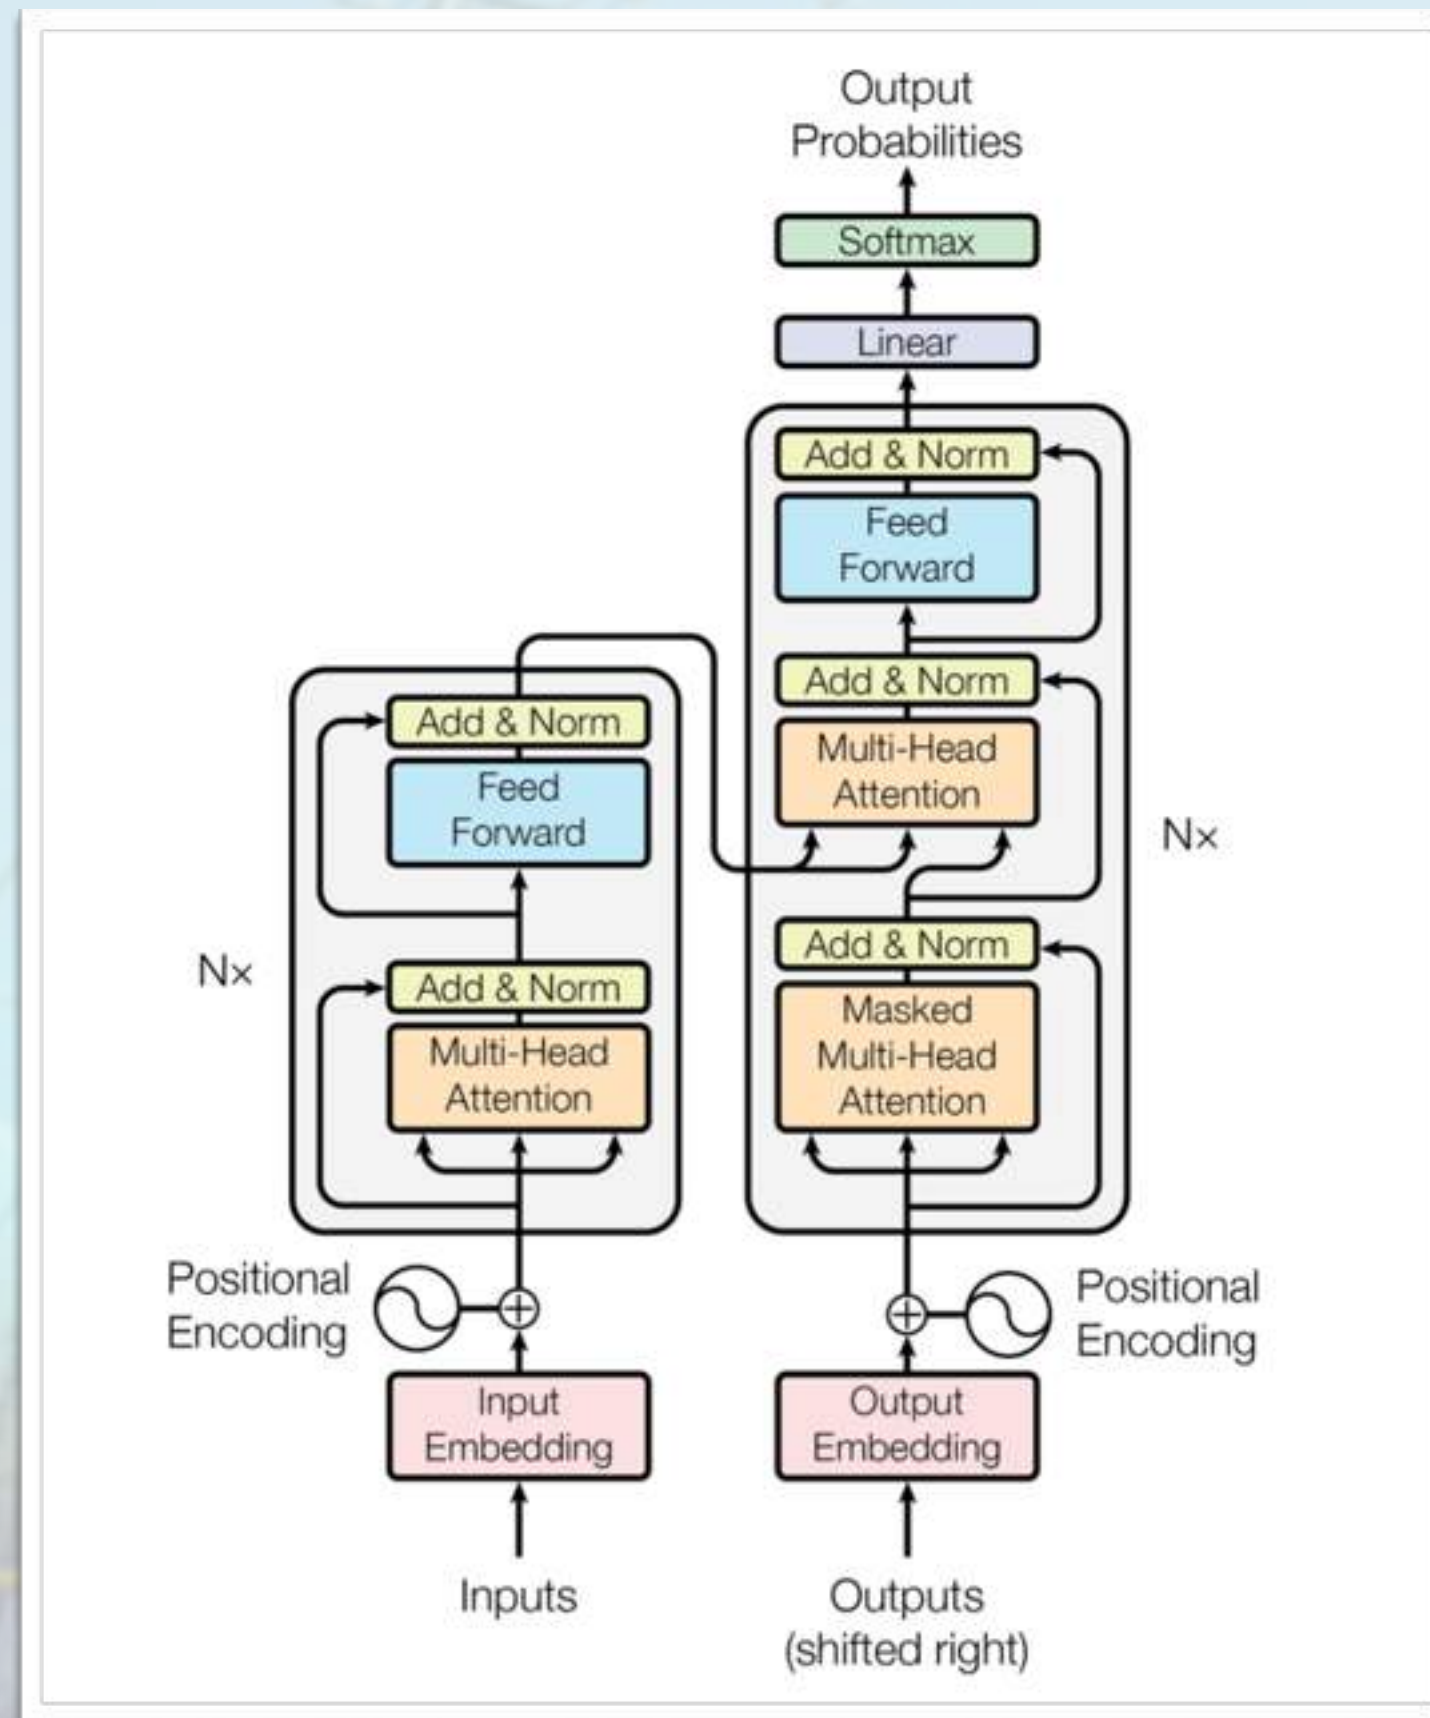 Output
Probabilities
Softmax
Linear
Add & Norm
Feed
Forward
Add & Norm
Multi-Head
Attention
Add & Norm
Masked
Multi-Head
Attention
Nx
Add & Norm
Feed
Forward
Add & Norm
Multi-Head
Attention
Nx
Positional
Encoding
Positional
Encoding
Input
Embedding
Output
Embedding
Inputs
Outputs
(shifted right)